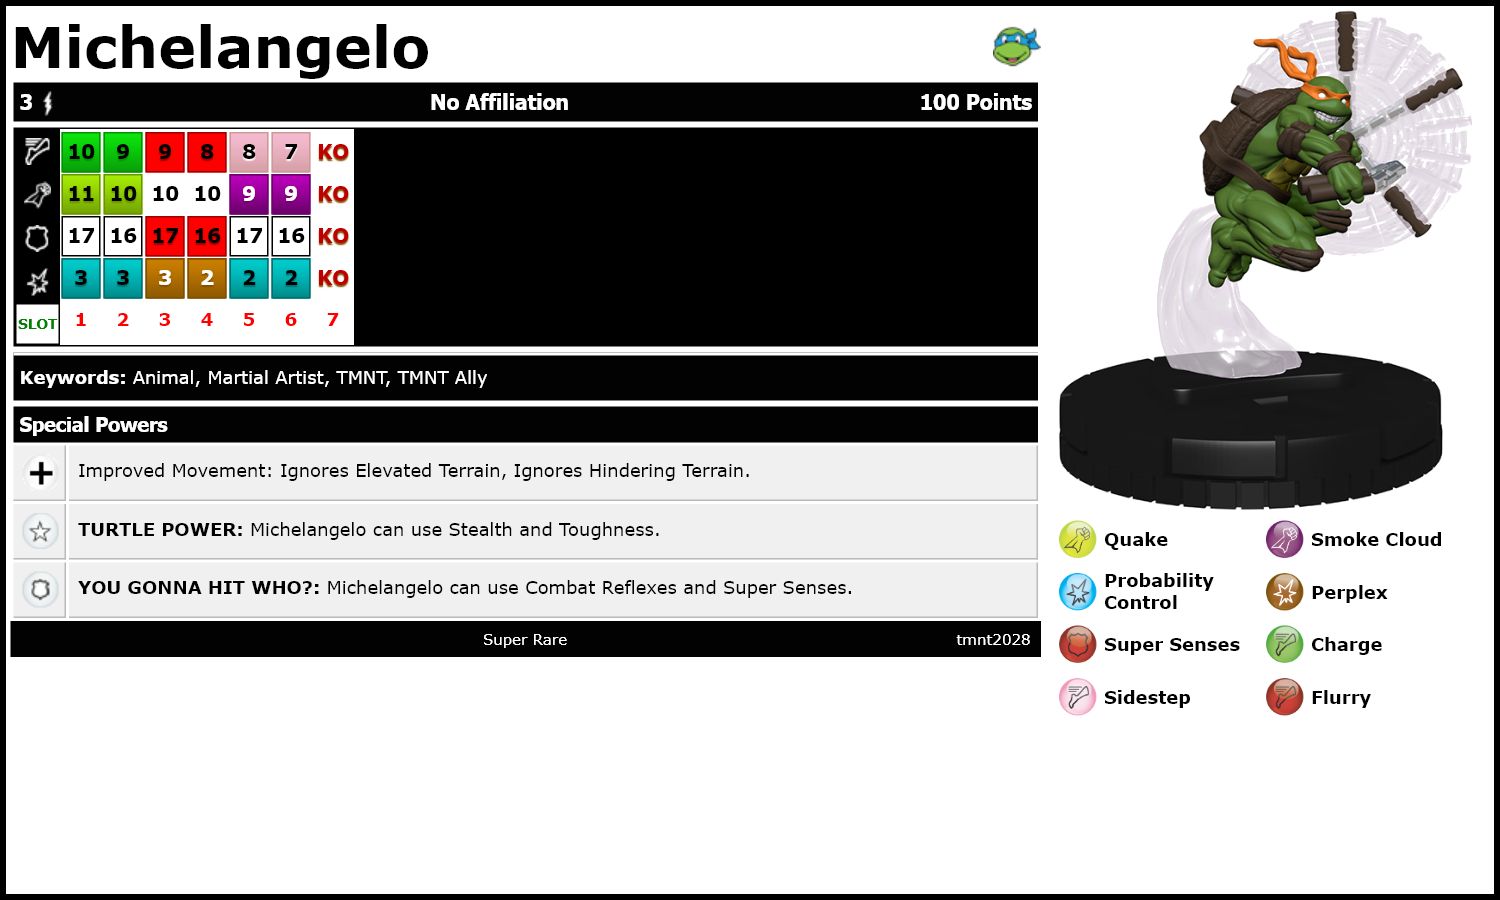 Michelangelo
3 No Affiliation 100 Points
10 9 9 8 8 7 KO
11 10 10 10 9 9 KO
17 16 17 16 17 16 KO
3 3 3 2 2 2 KO
SLOT 1 2 3 4 5 6 7
Keywords: Animal, Martial Artist, TMNT, TMNT Ally
Special Powers
Improved Movement: Ignores Elevated Terrain, Ignores Hindering Terrain.
TURTLE POWER: Michelangelo can use Stealth and Toughness.
YOU GONNA HIT WHO?: Michelangelo can use Combat Reflexes and Super Senses.
Super Rare tmnt2028
Quake Smoke Cloud
Probability
Control Perplex
Super Senses Charge
Sidestep Flurry